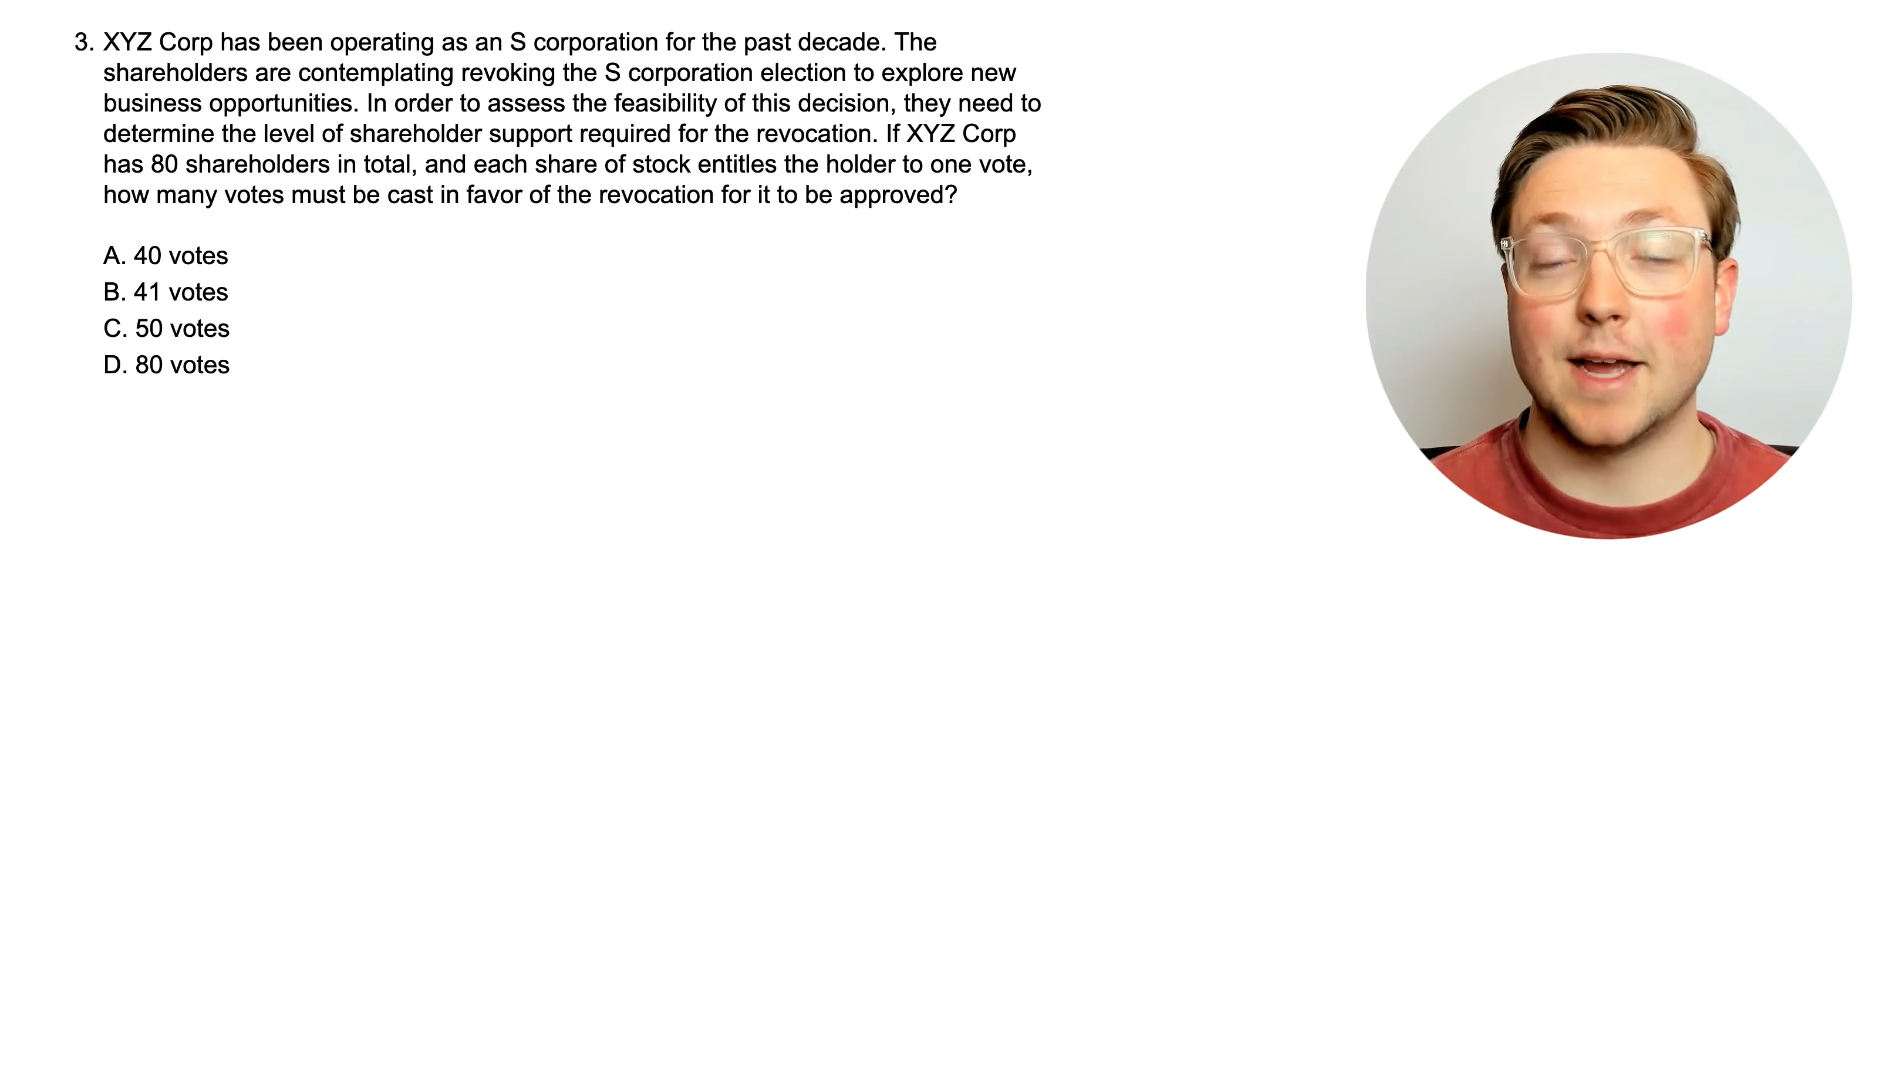 3. XYZ Corp has been operating as an S corporation for the past decade. The
shareholders are contemplating revoking the S corporation election to explore new
business opportunities. In order to assess the feasibility of this decision, they need to
determine the level of shareholder support required for the revocation. If XYZ Corp
has 80 shareholders in total, and each share of stock entitles the holder to one vote,
how many votes must be cast in favor of the revocation for it to be approved?
A. 40 votes
B. 41 votes
C. 50 votes
D. 80 votes